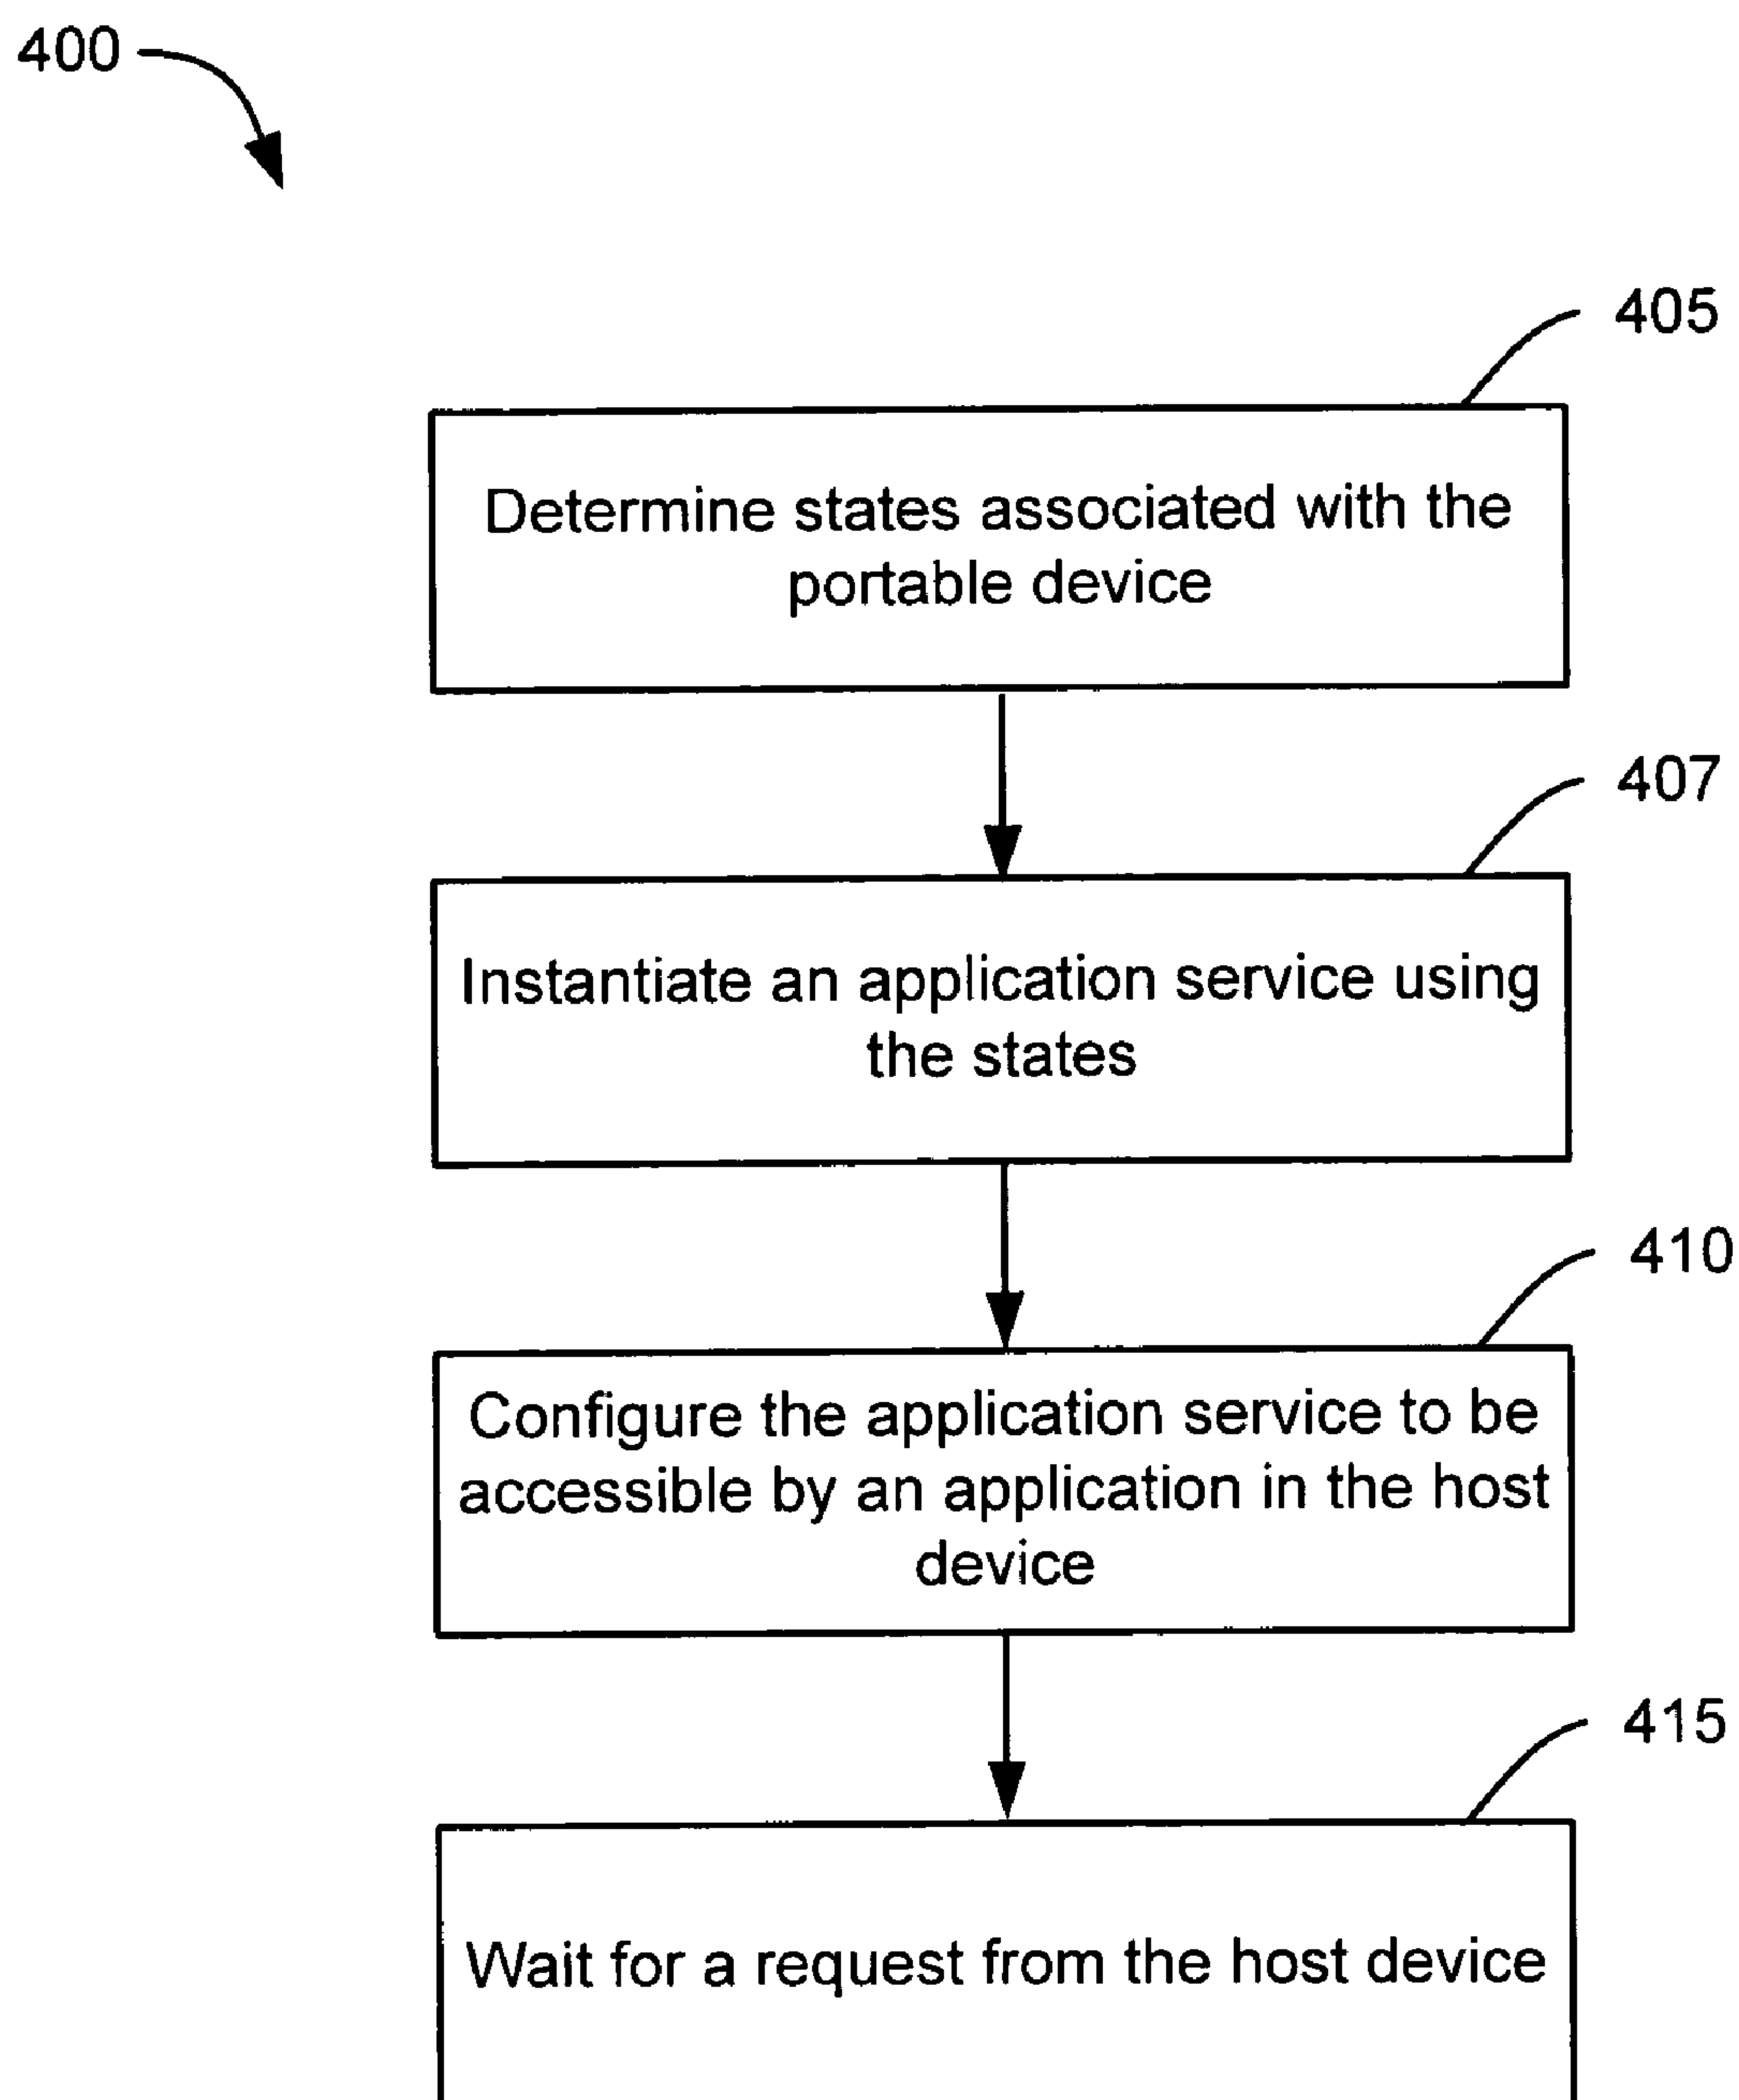 400
405
Determine states associated with the
portable device
407
Instantiate an application service using
the states
410
Configure the application service to be
accessible by an application in the host
device
415
Wait for a request from the host device